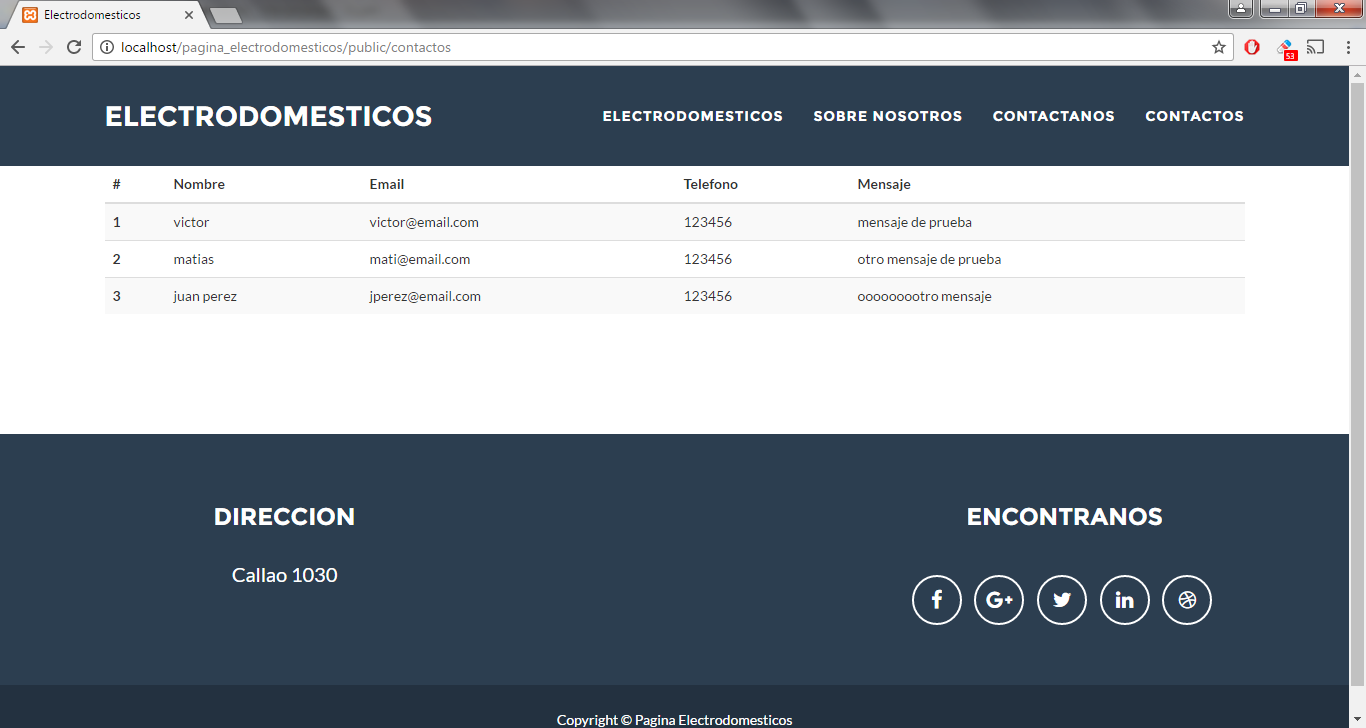 Electrodomesticos
localhost/pagina_electrodomesticos/public/contactos
53
ELECTRODOMESTICOS
ELECTRODOMESTICOS SOBRE NOSOTROS CONTACTANOS CONTACTOS
# Nombre Email Telefono Mensaje
1 victor victor@email.com 123456 mensaje de prueba
2 matias mati@email.com 123456 otro mensaje de prueba
3 juan perez jperez@email.com 123456 ooooooootro mensaje
DIRECCION
Callao 1030
ENCONTRANOS
Copyright © Pagina Electrodomesticos